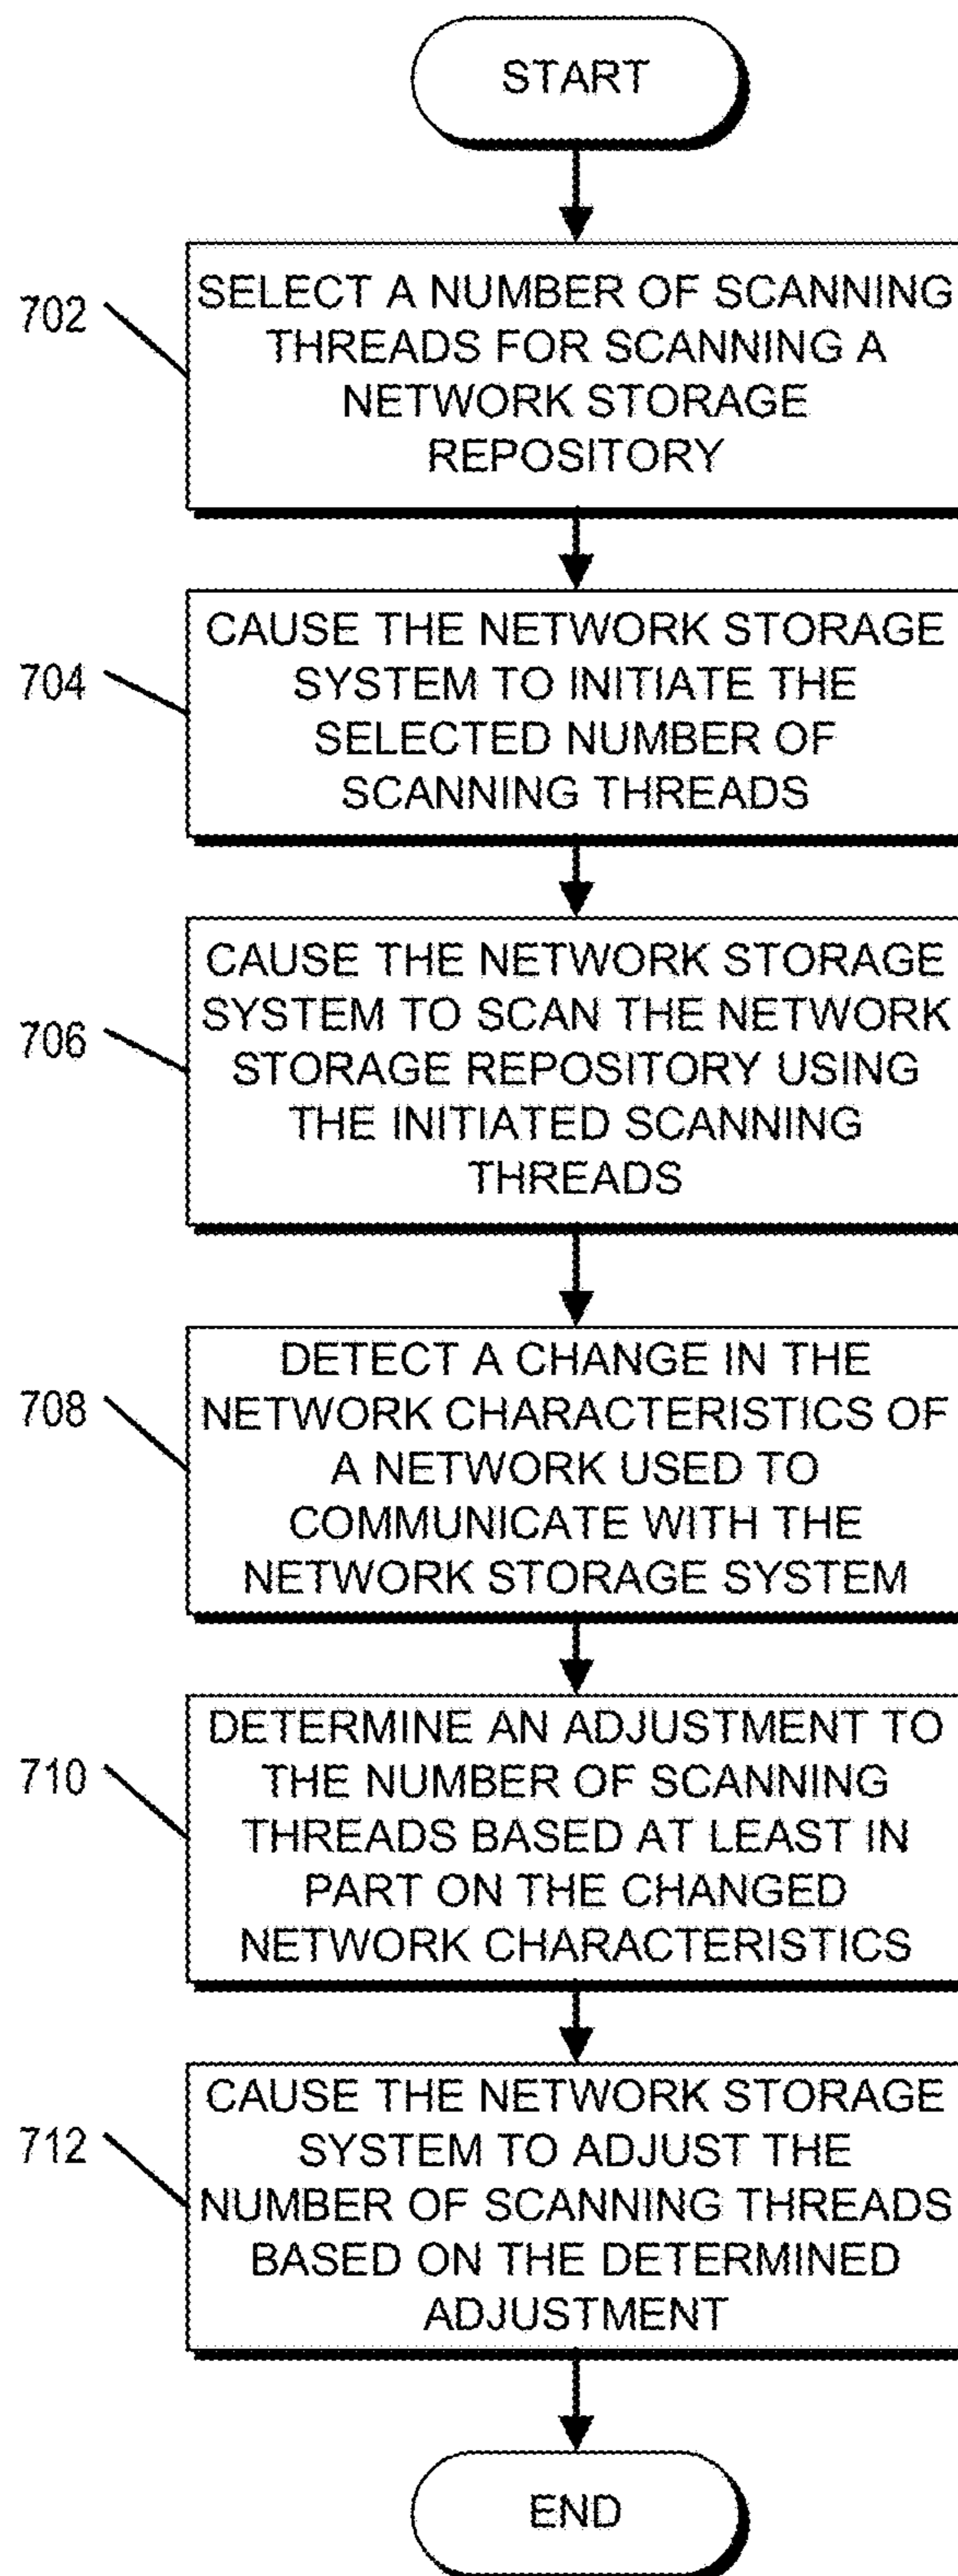 START
702
SELECT A NUMBER OF SCANNING
THREADS FOR SCANNING A
NETWORK STORAGE
REPOSITORY
704
CAUSE THE NETWORK STORAGE
SYSTEM TO INITIATE THE
SELECTED NUMBER OF
SCANNING THREADS
706
CAUSE THE NETWORK STORAGE
SYSTEM TO SCAN THE NETWORK
STORAGE REPOSITORY USING
THE INITIATED SCANNING
THREADS
708
DETECT A CHANGE IN THE
NETWORK CHARACTERISTICS OF
A NETWORK USED TO
COMMUNICATE WITH THE
NETWORK STORAGE SYSTEM
710
DETERMINE AN ADJUSTMENT TO
THE NUMBER OF SCANNING
THREADS BASED AT LEAST IN
PART ON THE CHANGED
NETWORK CHARACTERISTICS
712
CAUSE THE NETWORK STORAGE
SYSTEM TO ADJUST THE
NUMBER OF SCANNING THREADS
BASED ON THE DETERMINED
ADJUSTMENT
END